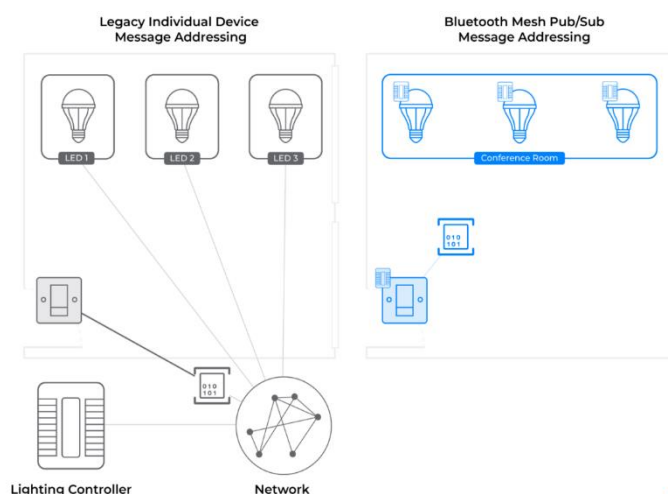 Legacy Individual Device
Message Addressing
Bluetooth Mesh Pub/Sub
Message Addressing
LED 1
LED 2
LED 3
Conference Room
010
101
010
101
Lighting Controller
Network